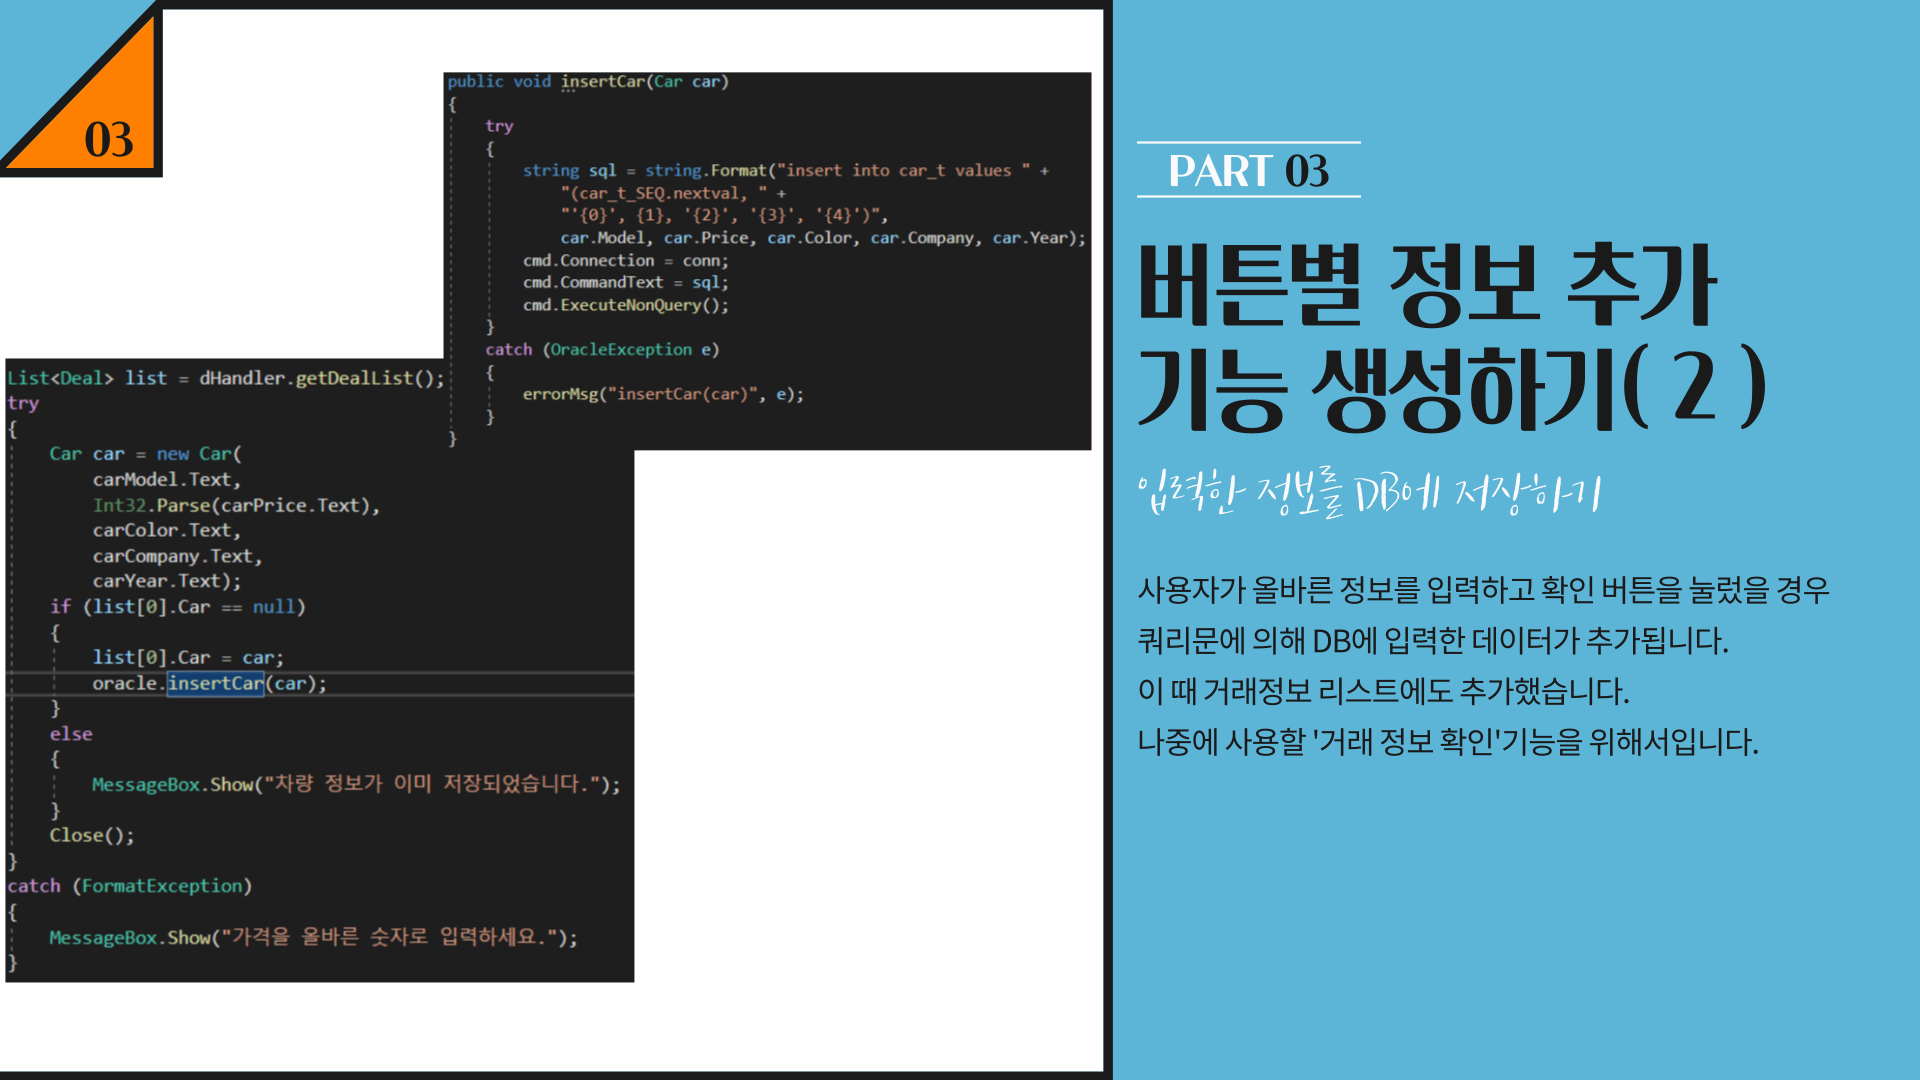 03
public void insertCar(Car car)
{
try
{
string sql = string.Format("insert into car_t values " +
"(car_t_SEQ.nextval, " +
"'{0}', {1}, '{2}', '{3}', '{4}')",
car.Model, car.Price, car.Color, car.Company, car.Year);
cmd.Connection = conn;
cmd.CommandText = sql;
cmd.ExecuteNonQuery();
}
catch (OracleException e)
{
errorMsg("insertCar(car)", e);
}
}
List<Deal> list = dHandler.getDealList();
try
{
Car car = new Car(
carModel.Text,
Int32.Parse(carPrice.Text),
carColor.Text,
carCompany.Text,
carYear.Text);
if (list[0].Car == null)
{
list[0].Car = car;
oracle.insertCar(car);
}
else
{
MessageBox.Show("차량 정보가 이미 저장되었습니다.");
}
Close();
}
catch (FormatException)
{
MessageBox.Show("가격을 올바른 숫자로 입력하세요.");
}
PART 03
버튼별 정보 추가
기능 생성하기( 2 )
입력한 정보를 DB에 저장하기
사용자가 올바른 정보를 입력하고 확인 버튼을 눌렀을 경우
쿼리문에 의해 DB에 입력한 데이터가 추가됩니다.
이 때 거래정보 리스트에도 추가했습니다.
나중에 사용할 '거래 정보 확인'기능을 위해서입니다.